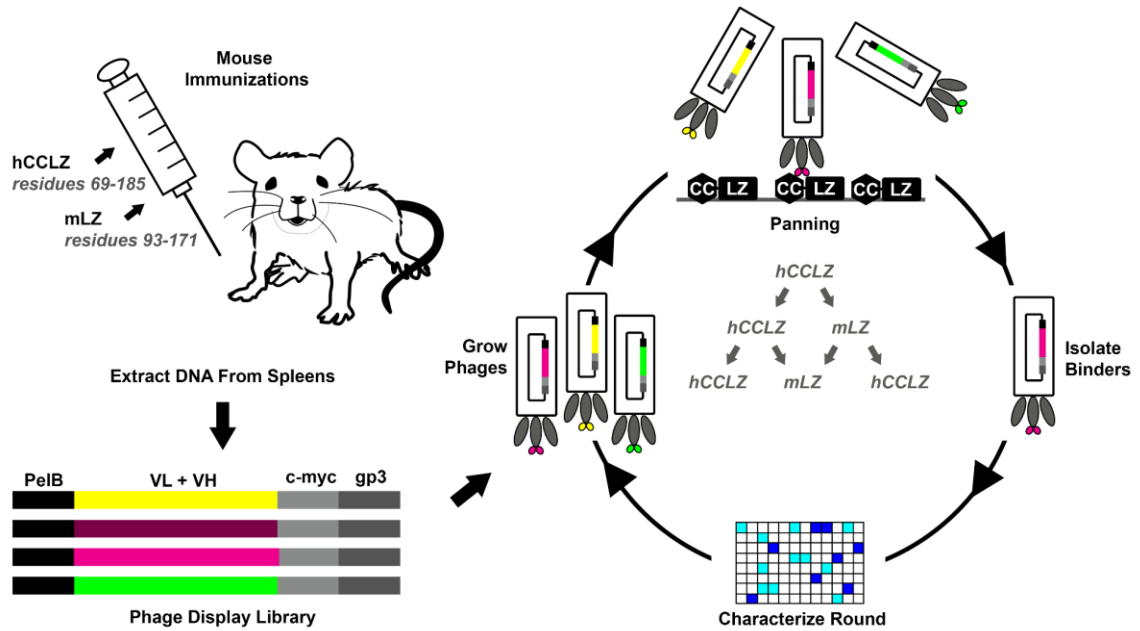 Mouse
Immunizations
hCCLZ
residues 69-185
mLZ
residues 93-171
Extract DNA From Spleens
PelB VL + VH c-myc gp3
Phage Display Library
Grow
Phages
CC LZ CC LZ CC LZ
Panning
hCCLZ
hCCLZ mLZ
hCCLZ mLZ hCCLZ
Isolate
Binders
Characterize Round